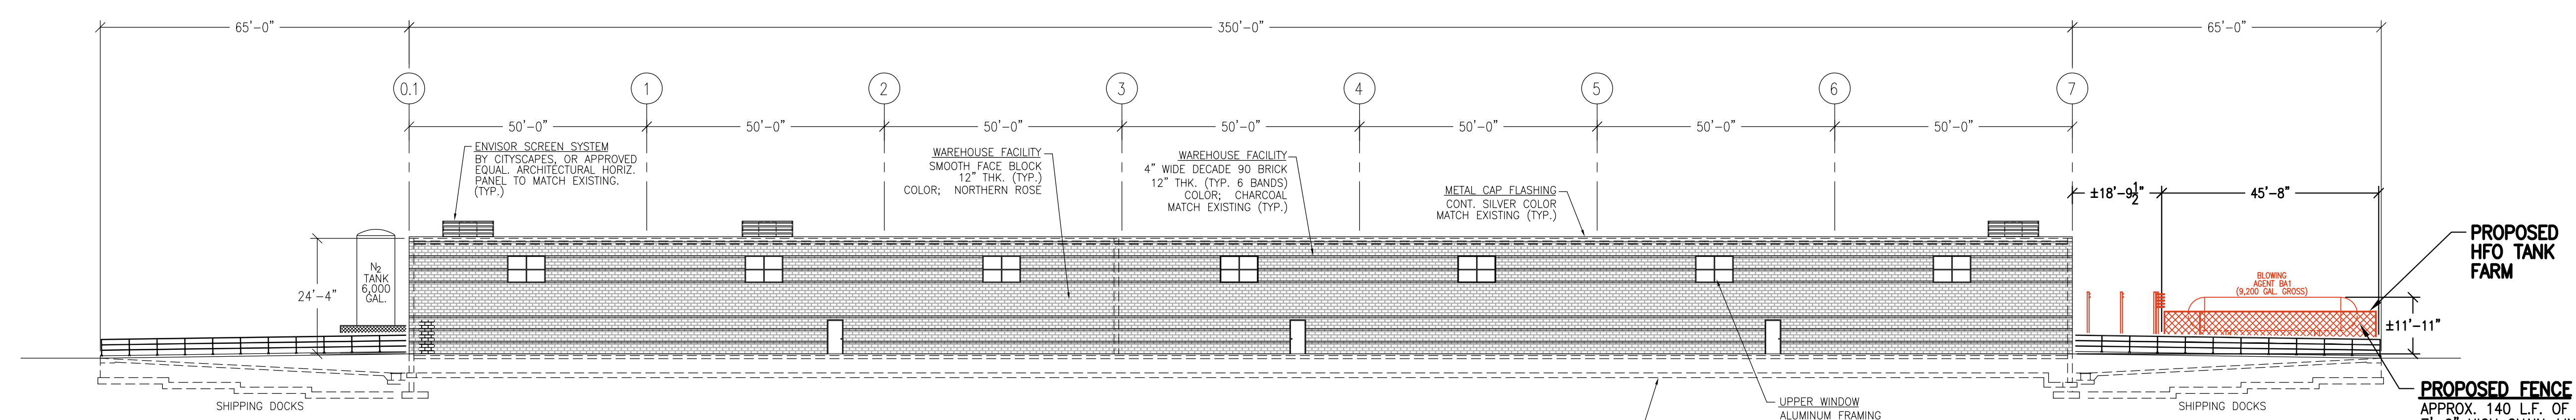 65'-0"
350'-0"
65'-0"
0.1
1
2
3
4
5
6
7
50'-0"
50'-0"
50'-0"
50'-0"
50'-0"
50'-0"
50'-0"
ENVISOR SCREEN SYSTEM
BY CITYSCAPES, OR APPROVED
EQUAL. ARCHITECTURAL HORIZ.
PANEL TO MATCH EXISTING.
(TYP.)
WAREHOUSE FACILITY
SMOOTH FACE BLOCK
12" THK. (TYP.)
COLOR; NORTHERN ROSE
WAREHOUSE FACILITY
4" WIDE DECADE 90 BRICK
12" THK. (TYP. 6 BANDS)
COLOR; CHARCOAL
MATCH EXISTING (TYP.)
METAL CAP FLASHING
CONT. SILVER COLOR
MATCH EXISTING (TYP.)
±18'-9½"
45'-8"
PROPOSED
HFO TANK
FARM
N2
TANK
6,000
GAL.
24'-4"
BLOWING
AGENT BA1
(9,200 GAL. GROSS)
±11'-11"
SHIPPING DOCKS
UPPER WINDOW
ALUMINUM FRAMING
SHIPPING DOCKS
PROPOSED FENCE
APPROX. 140 L.F. OF